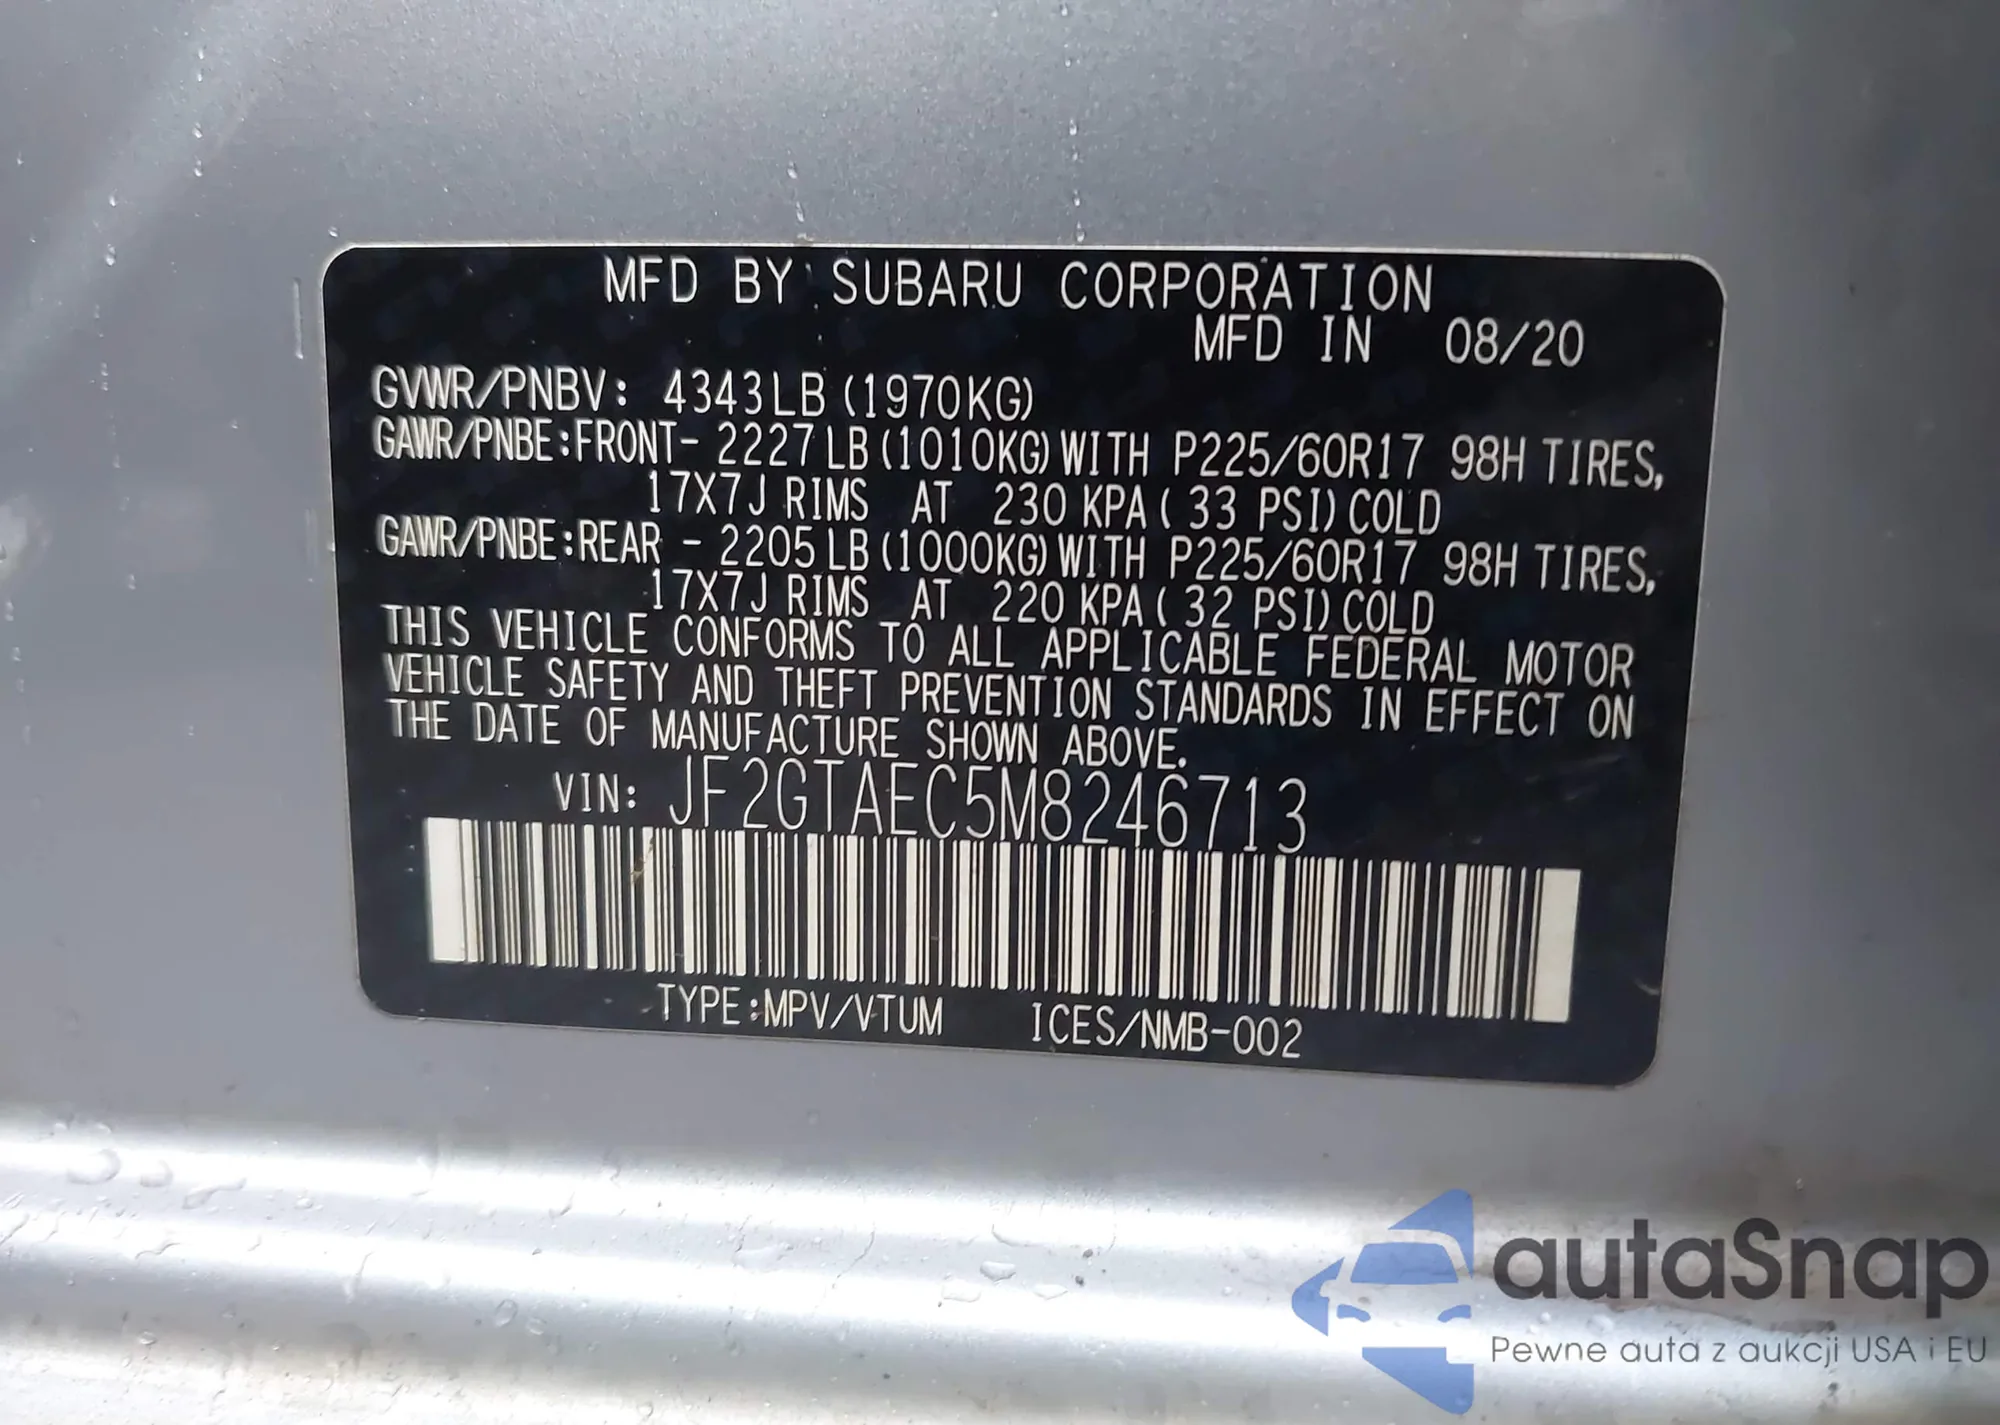 MFD BY SUBARU CORPORATION
MFD IN 08/20
GVWR/PNBV: 4343LB (1970KG)
GAWR/PNBE:FRONT- 2227 LB (1010KG) WITH P225/60R17 98H TIRES,
17X7J RIMS AT 230 KPA ( 33 PSI) COLD
GAWR/PNBE:REAR - 2205 LB (1000KG) WITH P225/60R17 98H TIRES,
17X7J RIMS AT 220 KPA ( 32 PSI) COLD
THIS VEHICLE CONFORMS TO ALL APPLICABLE FEDERAL MOTOR
VEHICLE SAFETY AND THEFT PREVENTION STANDARDS IN EFFECT ON
THE DATE OF MANUFACTURE SHOWN ABOVE.
VIN: JF2GTAEC5M8246713
TYPE:MPV/VTUM ICES/NMB-002
autaSnap
Pewne auta z aukcji USA i EU